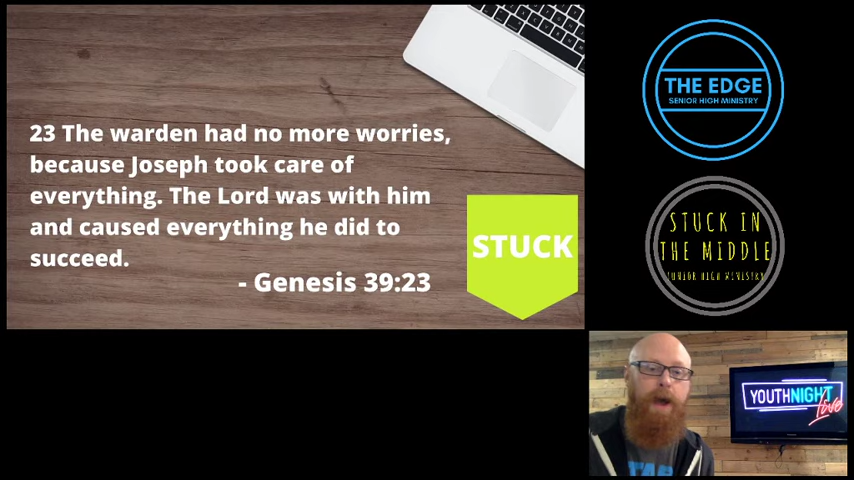 23 The warden had no more worries,
because Joseph took care of
everything. The Lord was with him
and caused everything he did to
succeed.
- Genesis 39:23
STUCK
THE EDGE
SENIOR HIGH MINISTRY
STUCK IN
THE MIDDLE
JUNIOR HIGH MINISTRY
YOUTHNIGHT
Live